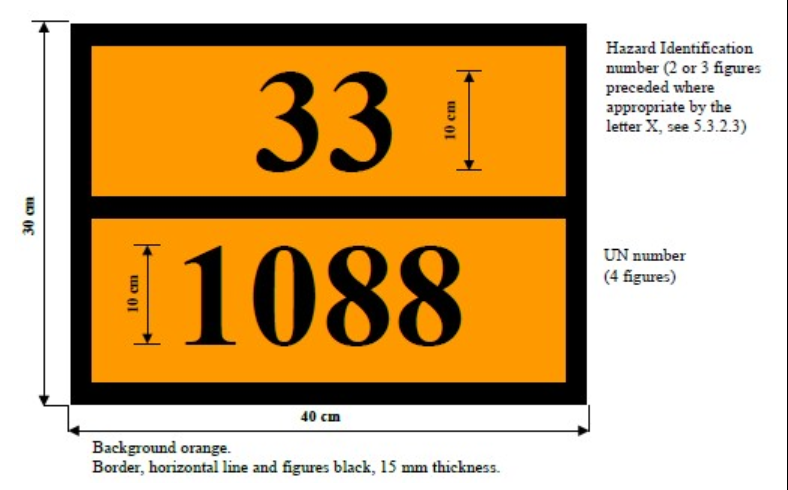 33
10 cm
Hazard Identification
number (2 or 3 figures
preceded where
appropriate by the
letter X, see 5.3.2.3)
30 cm
1088
10 cm
UN number
(4 figures)
40 cm
Background orange.
Border, horizontal line and figures black, 15 mm thickness.